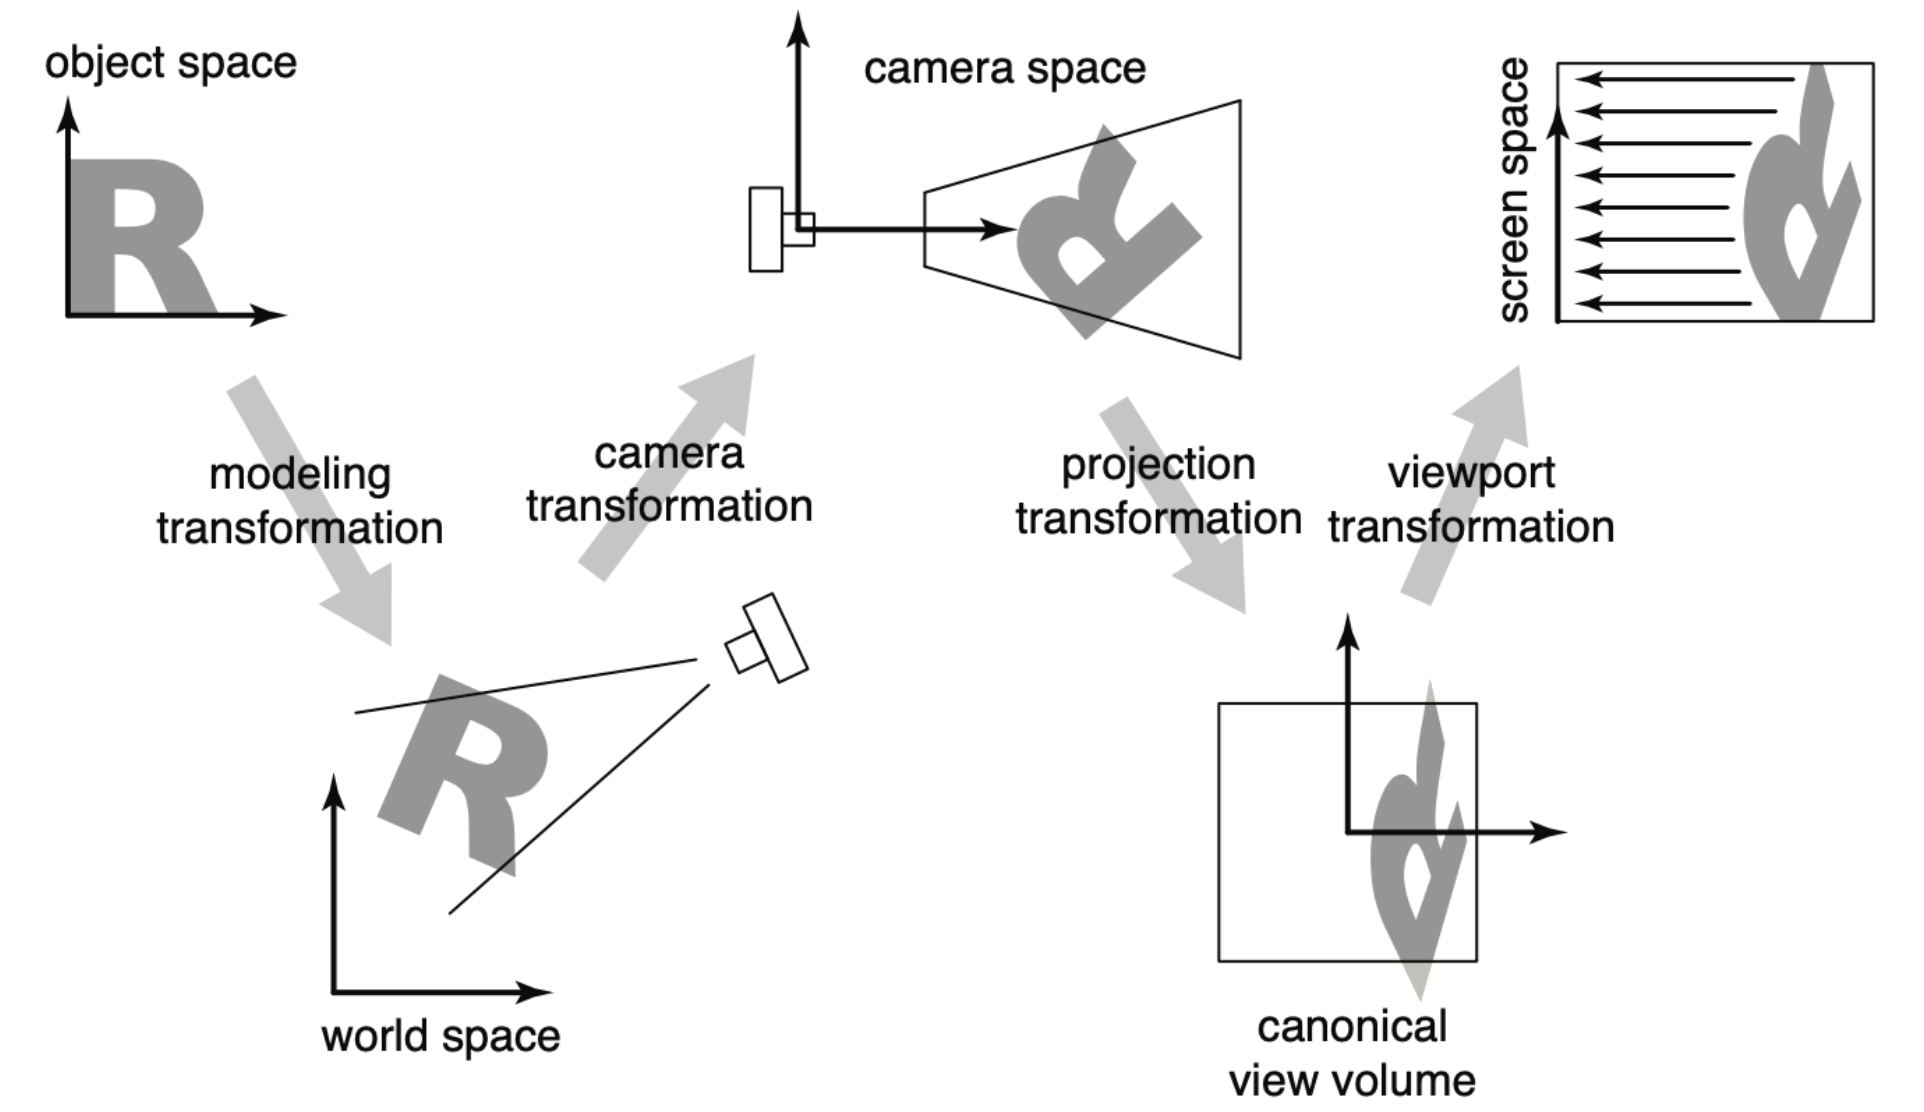 object space
camera space
screen space
modeling
transformation
camera
transformation
projection
transformation
viewport
transformation
world space
canonical
view volume
R
R
R
R
R